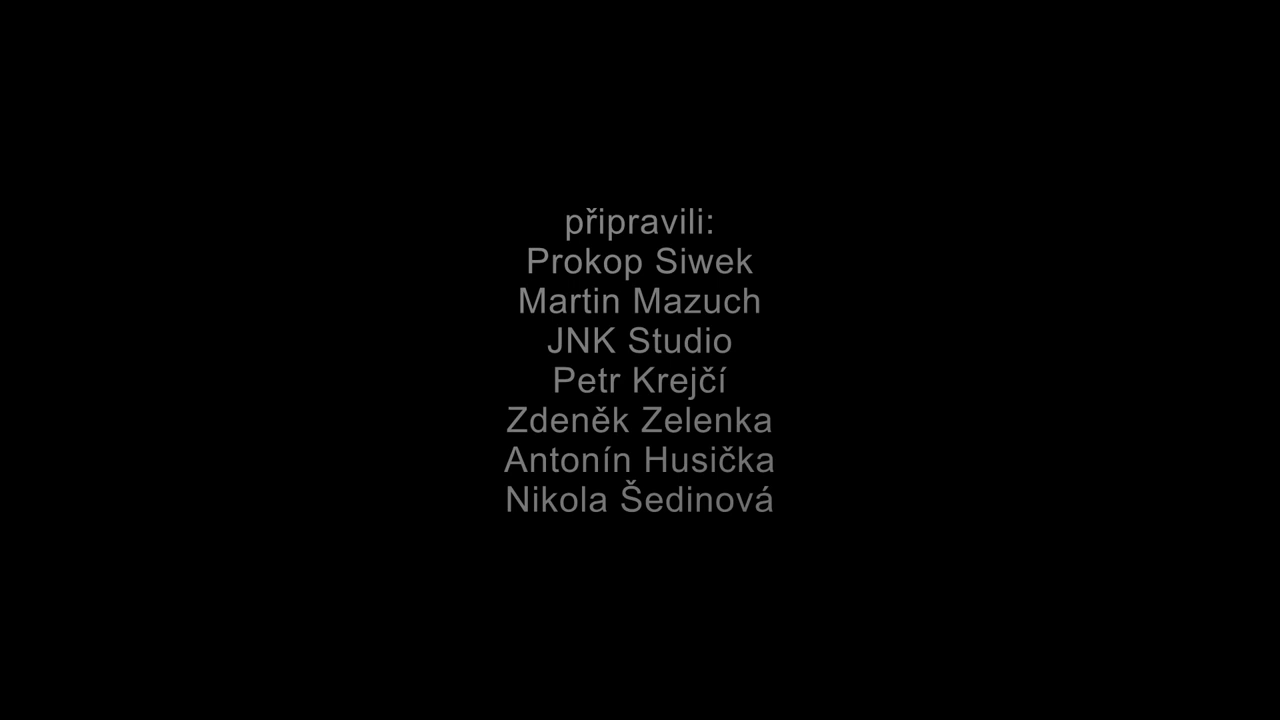 připravili:
Prokop Siwek
Martin Mazuch
JNK Studio
Petr Krejčí
Zdeněk Zelenka
Antonín Husička
Nikola Šedinová